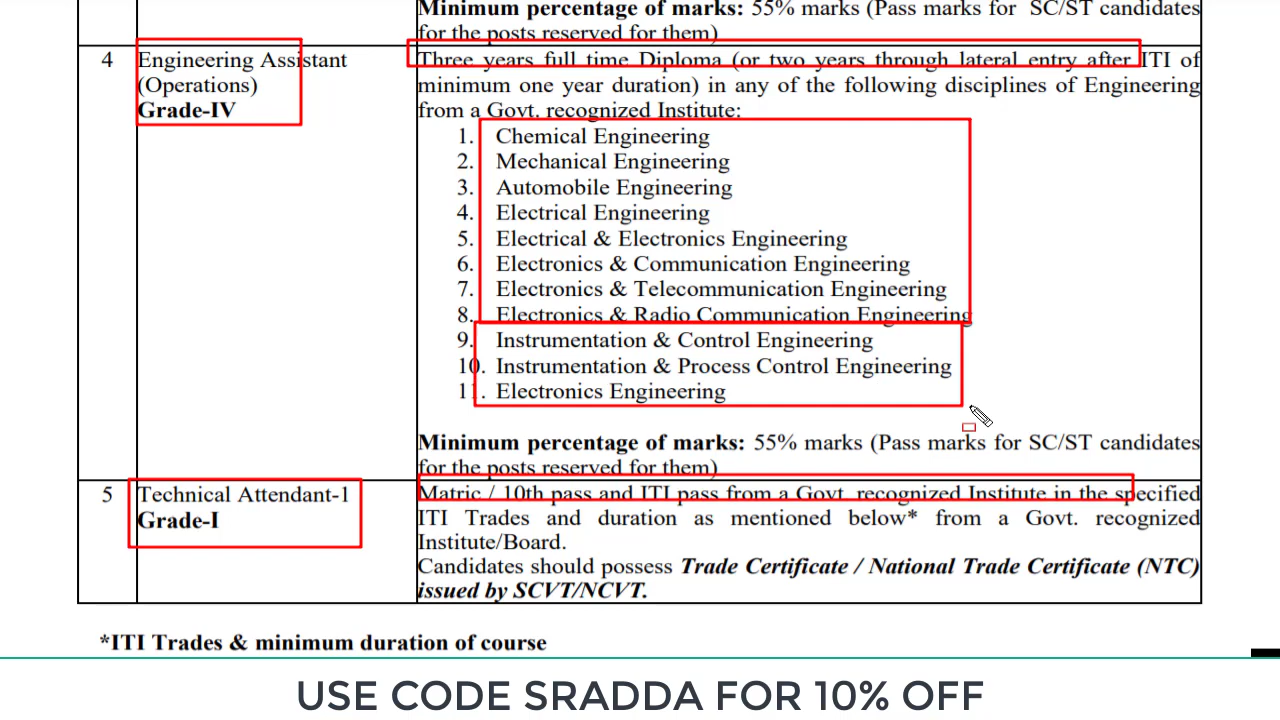 Minimum percentage of marks: 55% marks (Pass marks for SC/ST candidates
for the posts reserved for them)
4 Engineering Assistant
(Operations)
Grade-IV
Three years full time Diploma (or two years through lateral entry after ITI of
minimum one year duration) in any of the following disciplines of Engineering
from a Govt. recognized Institute:
1. Chemical Engineering
2. Mechanical Engineering
3. Automobile Engineering
4. Electrical Engineering
5. Electrical & Electronics Engineering
6. Electronics & Communication Engineering
7. Electronics & Telecommunication Engineering
8. Electronics & Radio Communication Engineering
9. Instrumentation & Control Engineering
10. Instrumentation & Process Control Engineering
11. Electronics Engineering
Minimum percentage of marks: 55% marks (Pass marks for SC/ST candidates
for the posts reserved for them)
5 Technical Attendant-1
Grade-I
Matric / 10th pass and ITI pass from a Govt. recognized Institute in the specified
ITI Trades and duration as mentioned below* from a Govt. recognized
Institute/Board.
Candidates should possess Trade Certificate / National Trade Certificate (NTC)
issued by SCVT/NCVT.
*ITI Trades & minimum duration of course
USE CODE SRADDA FOR 10% OFF